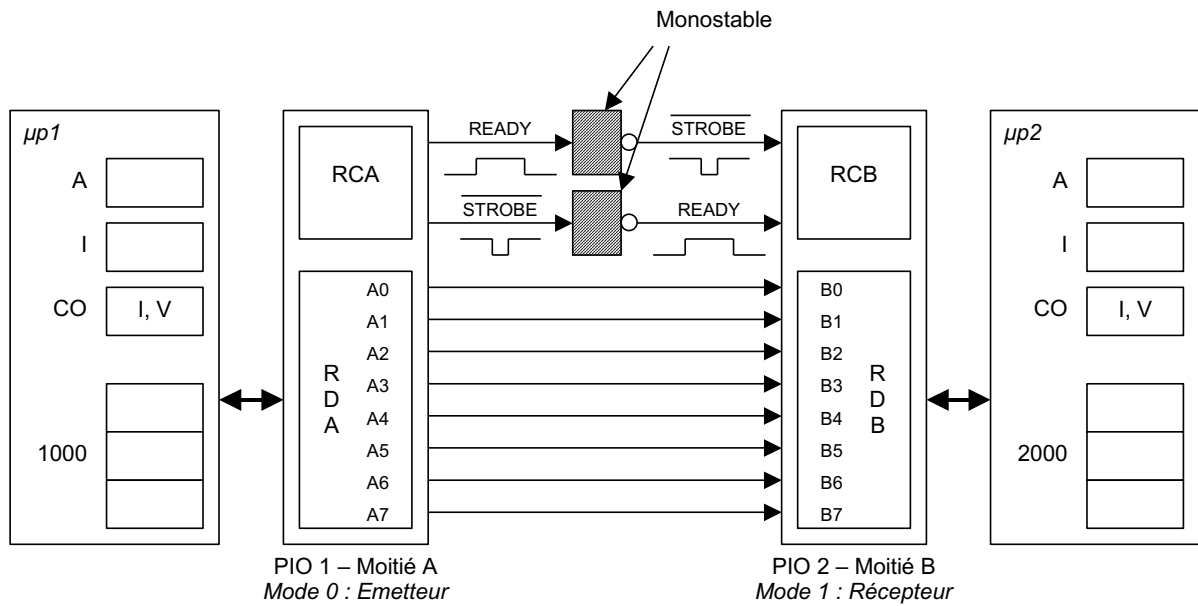 Monostable
µp1
A
I
CO
I, V
1000
RCA
READY
STROBE
STROBE
READY
RCB
R
D
A
A0
A1
A2
A3
A4
A5
A6
A7
B0
B1
B2
B3
B4
B5
B6
B7
R
D
B
µp2
A
I
CO
I, V
2000
PIO 1 – Moitié A
Mode 0 : Emetteur
PIO 2 – Moitié B
Mode 1 : Récepteur